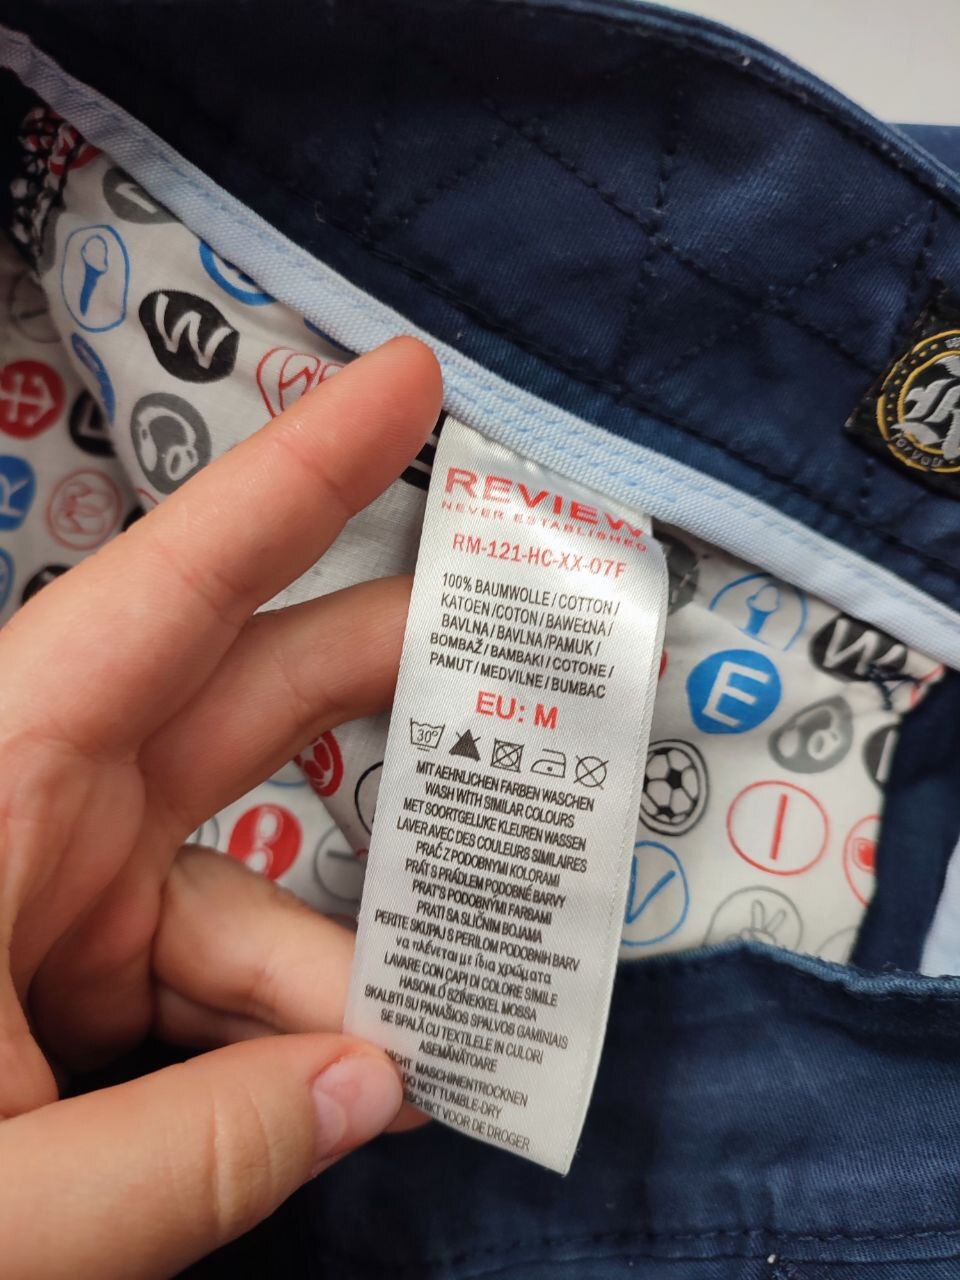 REVIEW
NEVER ESTABLISHED
RM-121-HC-XX-07F
100% BAUMWOLLE / COTTON /
KATOEN / COTON / BAWEŁNA /
BAVLNA / BAVLNA / PAMUK /
BOMBAŽ / BAMBAKI / COTONE /
PAMUT / MEDVILNE / BUMBAC
EU: M
30°
MIT AEHNLICHEN FARBEN WASCHEN
WASH WITH SIMILAR COLOURS
MET SOORTGELIJKE KLEUREN WASSEN
LAVER AVEC DES COULEURS SIMILAIRES
PRAĆ Z PODOBNYMI KOLORAMI
PRÁT S PRÁDLEM PODOBNÉ BARVY
PRAT'S PODOBNÝMI FARBAMI
PRATI SA SLIČNIM BOJAMA
PERITE SKUPAJ S PERILOM PODOBNIH BARV
να πλένεται με ίδια χρώματα
LAVARE CON CAPI DI COLORE SIMILE
HASONLÓ SZÍNEKKEL MOSSA
SKALBTI SU PANAŠIOS SPALVOS GAMINIAIS
SE SPALĂ CU TEXTILELE IN CULORI
ASEMĂNĂTOARE
NICHT MASCHINENTROCKNEN
DO NOT TUMBLE-DRY
VOOR DE DROGER
W
R
E
W
I
V